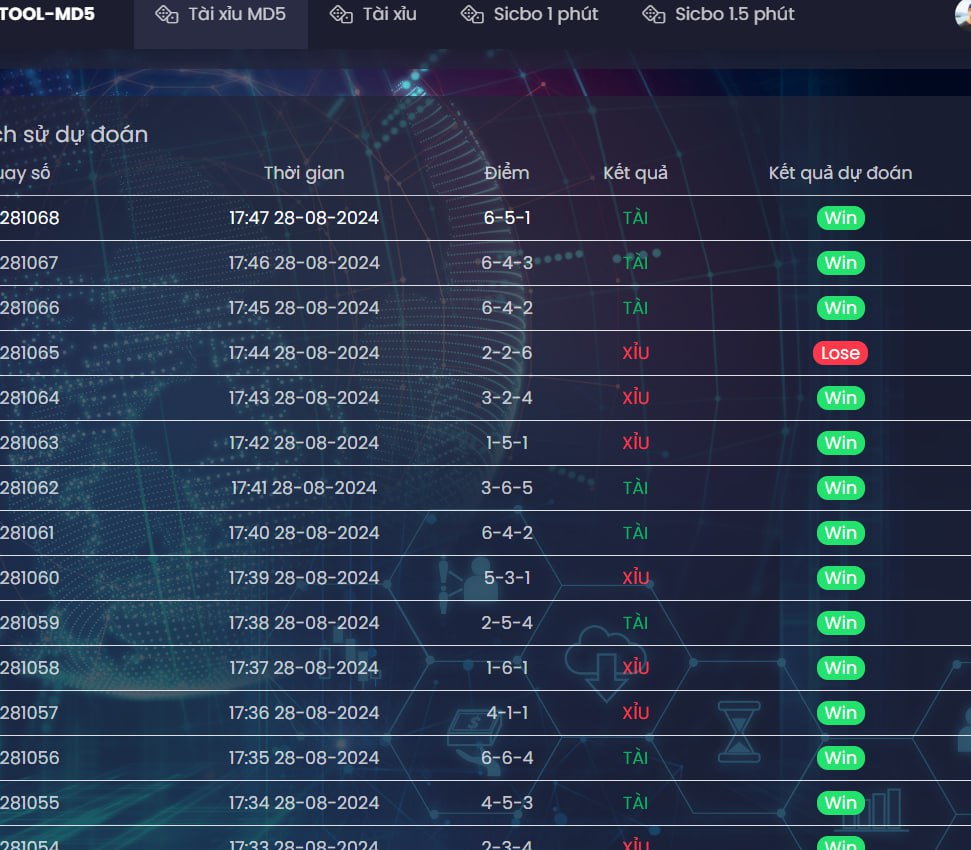 TOOL-MD5 Tài xỉu MD5 Tài xỉu Sicbo 1 phút Sicbo 1.5 phút
ch sử dự đoán
uay số Thời gian Điểm Kết quả Kết quả dự đoán
281068 17:47 28-08-2024 6-5-1 TÀI Win
281067 17:46 28-08-2024 6-4-3 TÀI Win
281066 17:45 28-08-2024 6-4-2 TÀI Win
281065 17:44 28-08-2024 2-2-6 XỈU Lose
281064 17:43 28-08-2024 3-2-4 XỈU Win
281063 17:42 28-08-2024 1-5-1 XỈU Win
281062 17:41 28-08-2024 3-6-5 TÀI Win
281061 17:40 28-08-2024 6-4-2 TÀI Win
281060 17:39 28-08-2024 5-3-1 XỈU Win
281059 17:38 28-08-2024 2-5-4 TÀI Win
281058 17:37 28-08-2024 1-6-1 XỈU Win
281057 17:36 28-08-2024 4-1-1 XỈU Win
281056 17:35 28-08-2024 6-6-4 TÀI Win
281055 17:34 28-08-2024 4-5-3 TÀI Win
281054 17:33 28-08-2024 2-3-4 XỈU Win